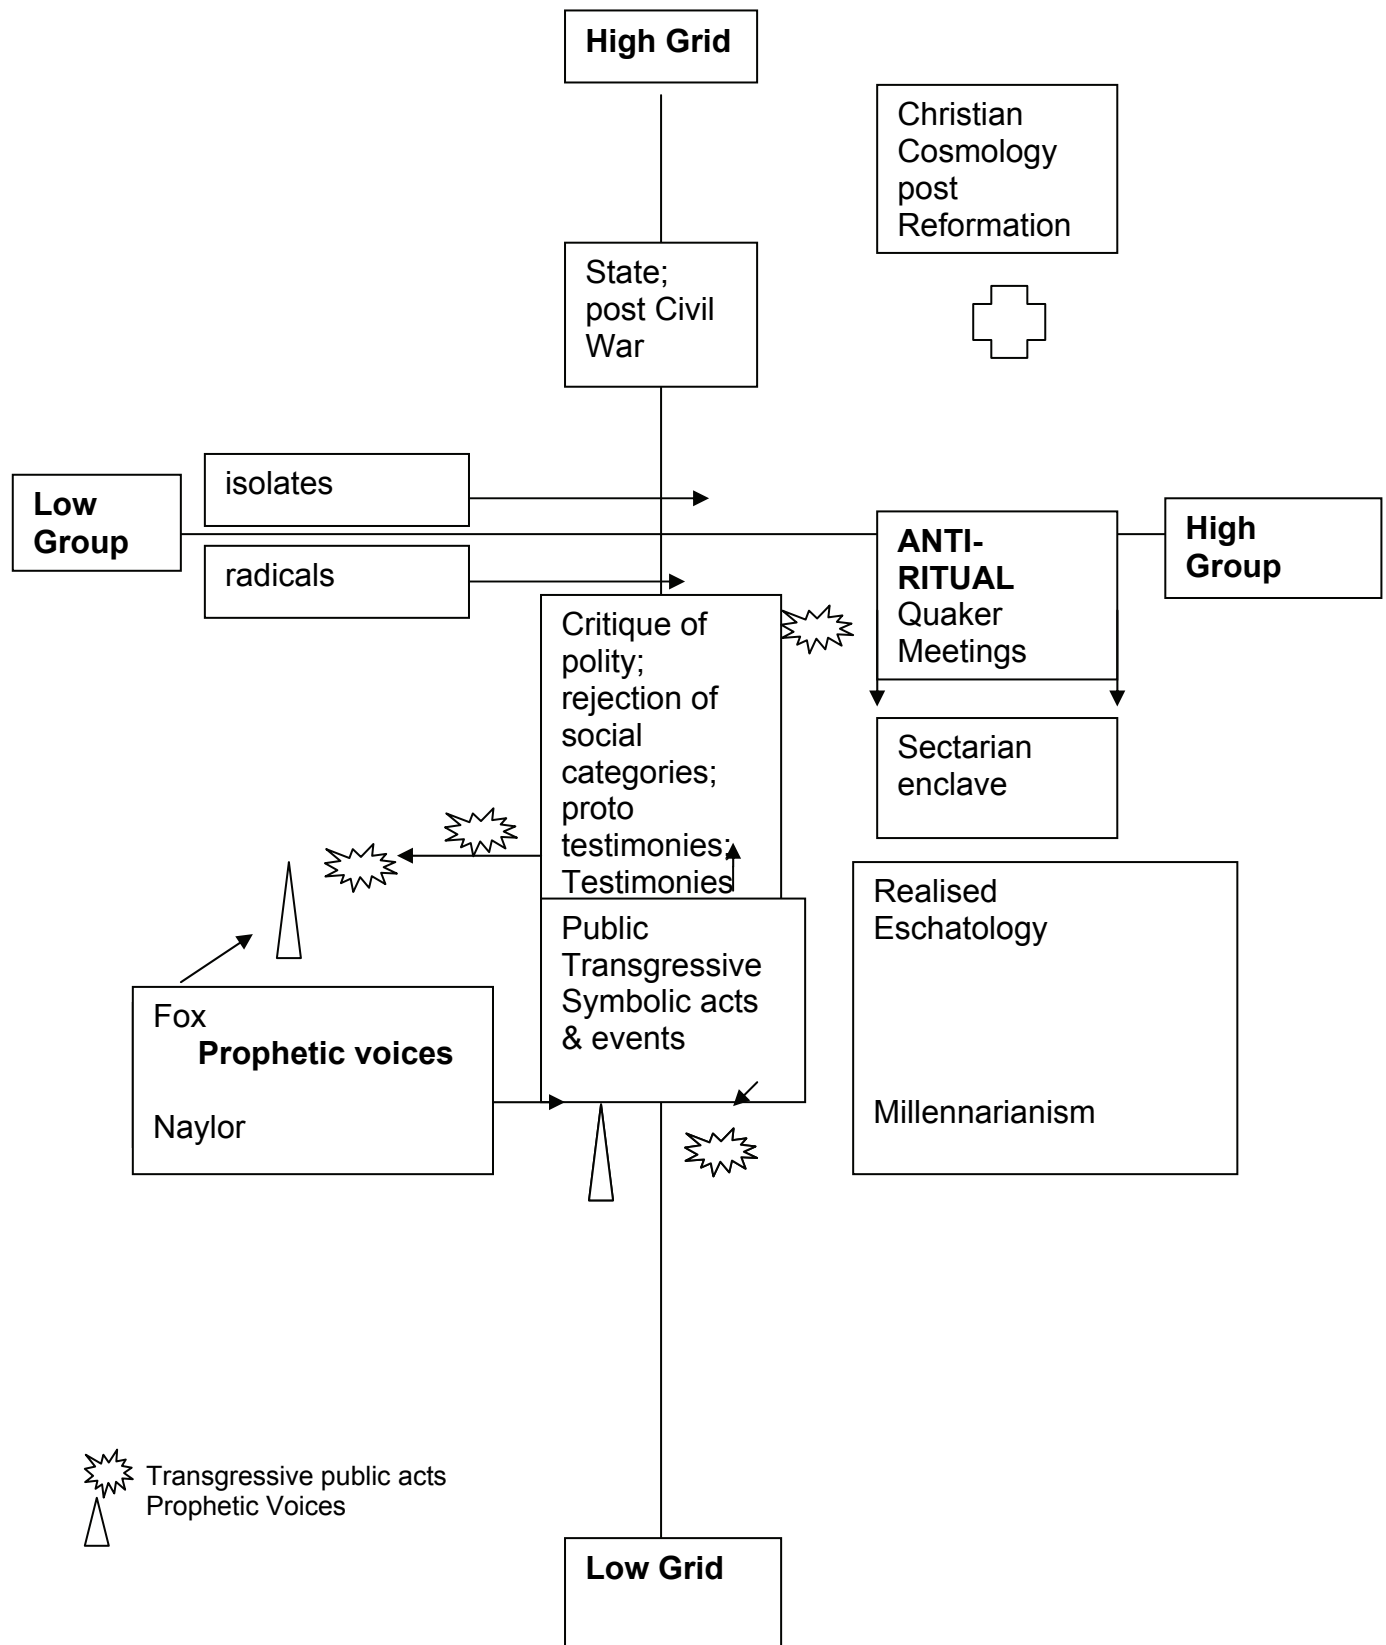 High Grid
Christian
Cosmology
post
Reformation
State;
post Civil
War
isolates
Low
Group
radicals
ANTI-
RITUAL
Quaker
Meetings
High
Group
Critique of
polity;
rejection of
social
categories;
proto
testimonies;
Testimonies
Sectarian
enclave
Realised
Eschatology
Millennarianism
Public
Transgressive
Symbolic acts
& events
Fox
Prophetic voices
Naylor
Transgressive public acts
Prophetic Voices
Low Grid